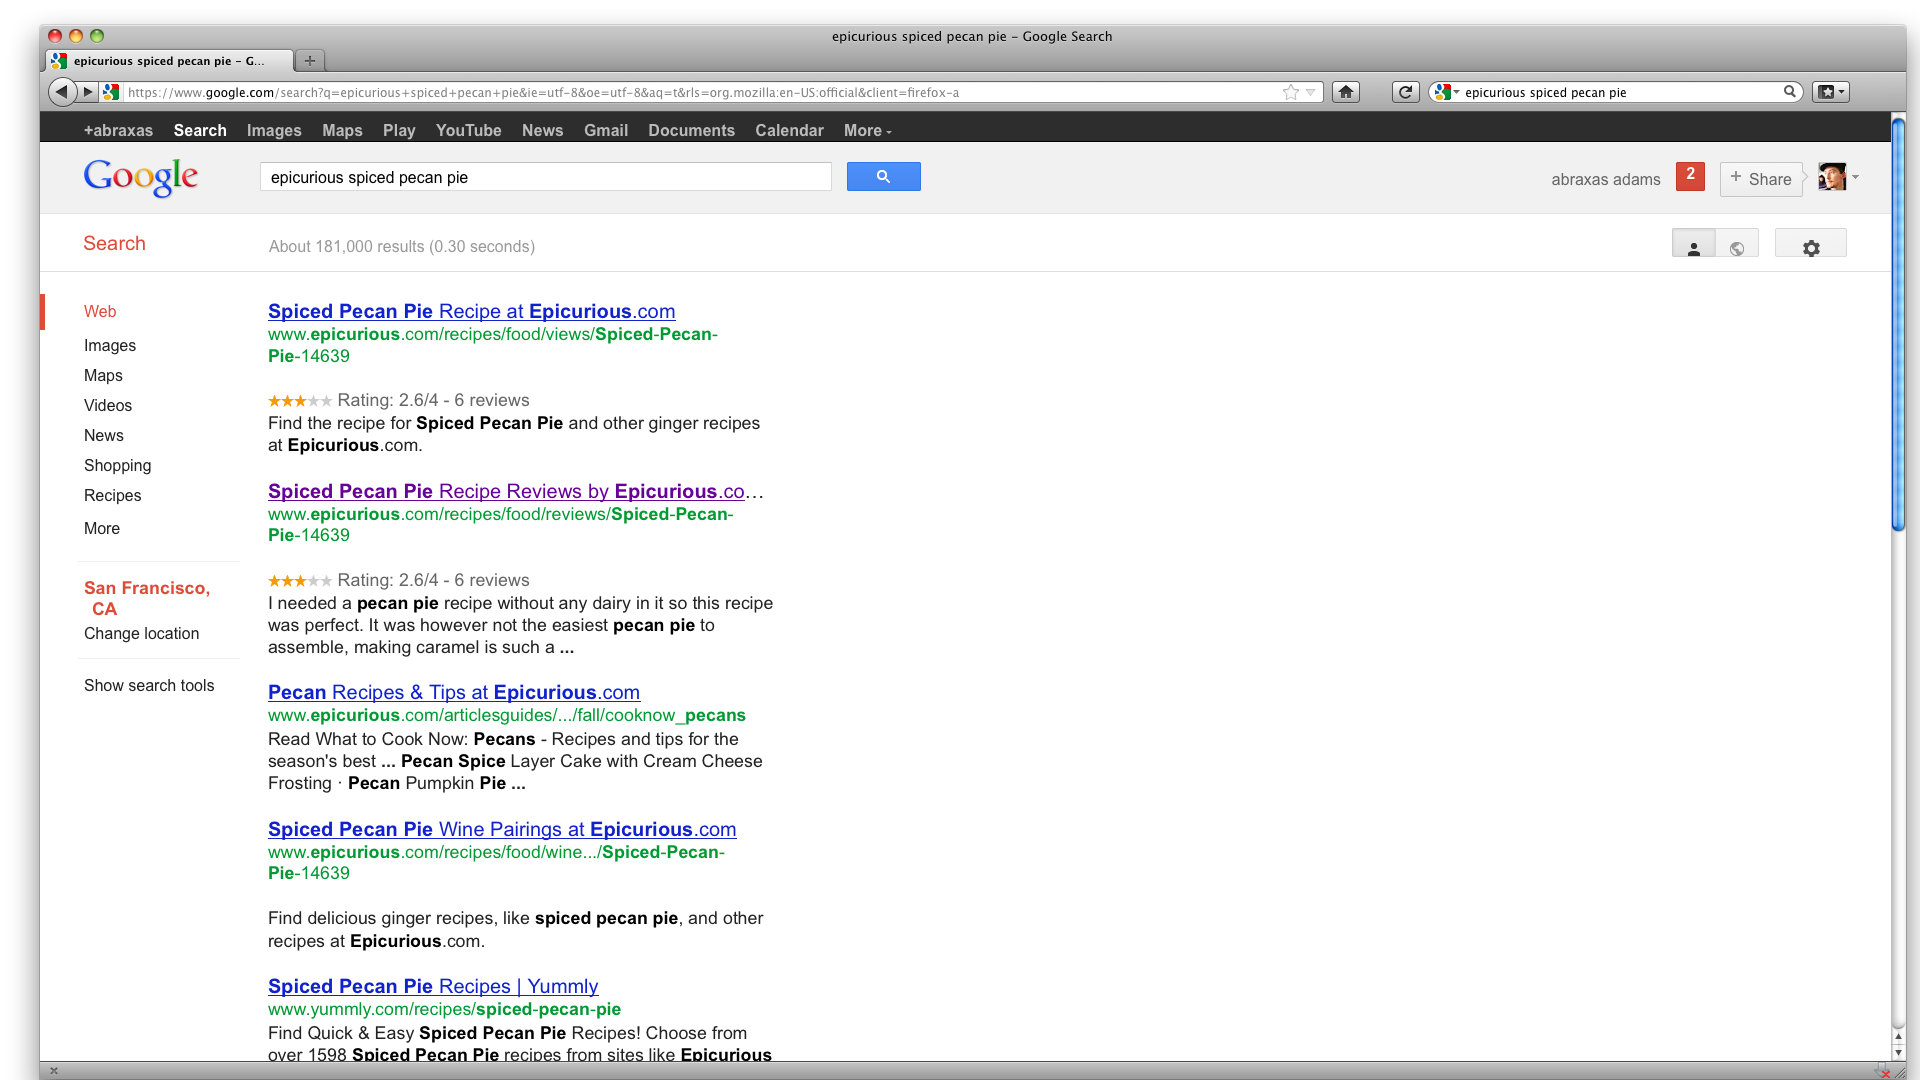 epicurious spiced pecan pie - Google Search
epicurious spiced pecan pie - G...
https://www.google.com/search?q=epicurious+spiced+pecan+pie&ie=utf-8&oe=utf-8&aq=t&rls=org.mozilla:en-US:official&client=firefox-a
epicurious spiced pecan pie
+abraxas Search Images Maps Play YouTube News Gmail Documents Calendar More
Google
epicurious spiced pecan pie
abraxas adams 2 + Share
Search
About 181,000 results (0.30 seconds)
Web
Images
Maps
Videos
News
Shopping
Recipes
More
San Francisco,
CA
Change location
Show search tools
Spiced Pecan Pie Recipe at Epicurious.com
www.epicurious.com/recipes/food/views/Spiced-Pecan-
Pie-14639
Rating: 2.6/4 - 6 reviews
Find the recipe for Spiced Pecan Pie and other ginger recipes
at Epicurious.com.
Spiced Pecan Pie Recipe Reviews by Epicurious.co...
www.epicurious.com/recipes/food/reviews/Spiced-Pecan-
Pie-14639
Rating: 2.6/4 - 6 reviews
I needed a pecan pie recipe without any dairy in it so this recipe
was perfect. It was however not the easiest pecan pie to
assemble, making caramel is such a ...
Pecan Recipes & Tips at Epicurious.com
www.epicurious.com/articlesguides/.../fall/cooknow_pecans
Read What to Cook Now: Pecans - Recipes and tips for the
season's best ... Pecan Spice Layer Cake with Cream Cheese
Frosting · Pecan Pumpkin Pie ...
Spiced Pecan Pie Wine Pairings at Epicurious.com
www.epicurious.com/recipes/food/wine.../Spiced-Pecan-
Pie-14639
Find delicious ginger recipes, like spiced pecan pie, and other
recipes at Epicurious.com.
Spiced Pecan Pie Recipes | Yummly
www.yummly.com/recipes/spiced-pecan-pie
Find Quick & Easy Spiced Pecan Pie Recipes! Choose from
over 1598 Spiced Pecan Pie recipes from sites like Epicurious